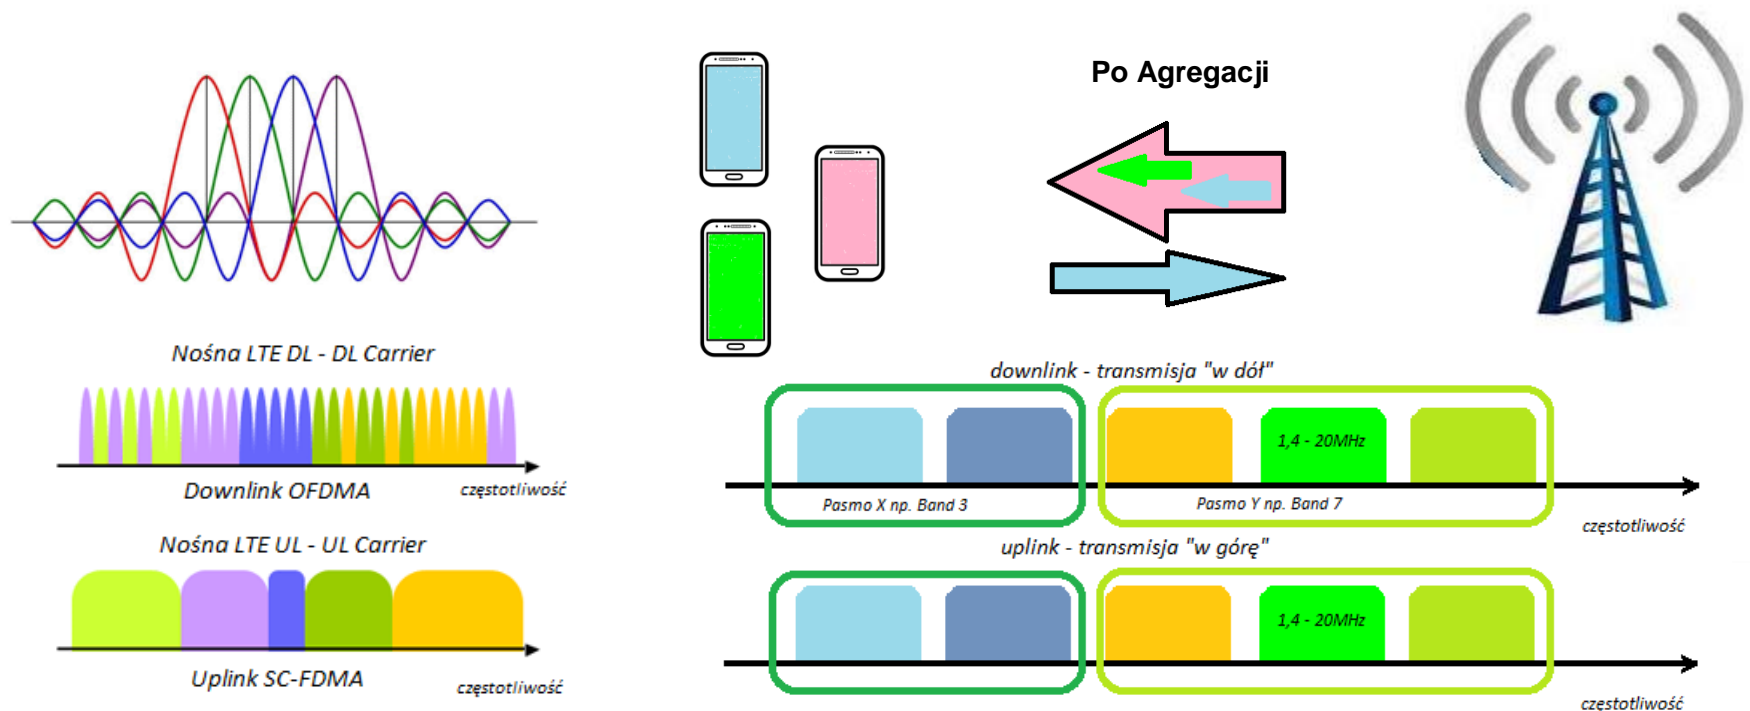 Po Agregacji
Nośna LTE DL - DL Carrier
Downlink OFDMA
częstotliwość
Nośna LTE UL - UL Carrier
Uplink SC-FDMA
częstotliwość
downlink - transmisja "w dół"
1,4 - 20MHz
Pasmo X np. Band 3
Pasmo Y np. Band 7
częstotliwość
uplink - transmisja "w górę"
1,4 - 20MHz
częstotliwość